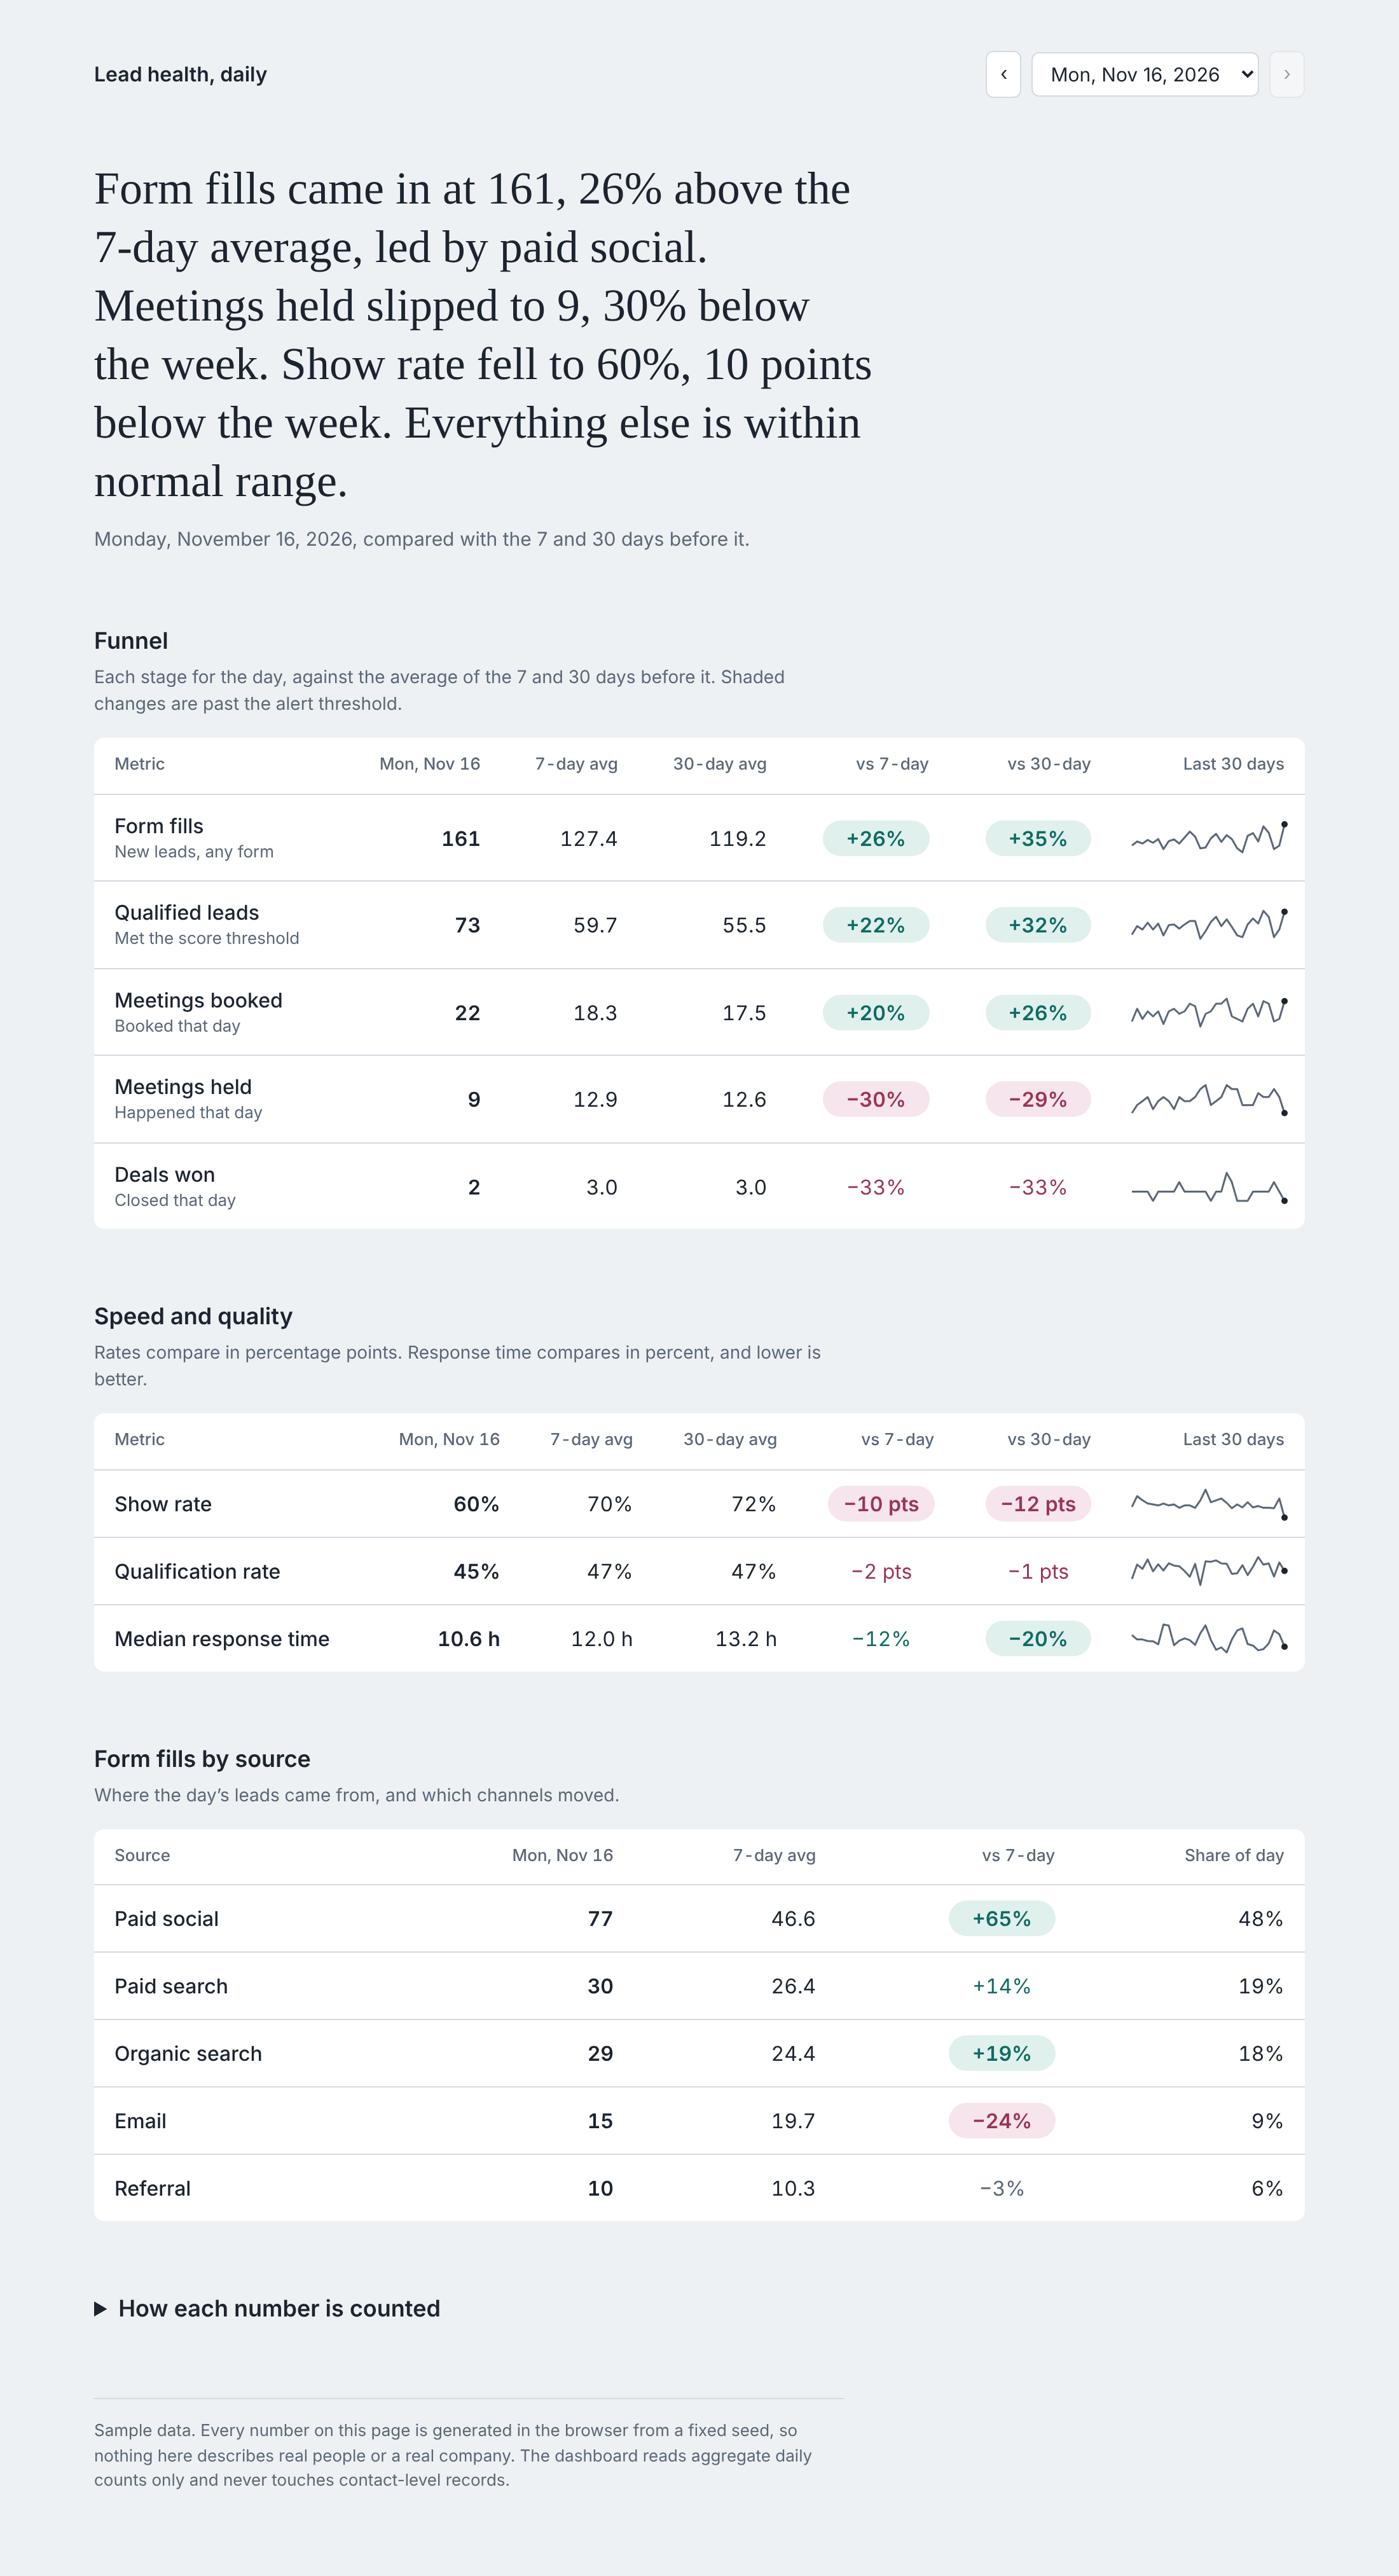 Lead health, daily
‹
Mon, Nov 16, 2026
›
Form fills came in at 161, 26% above the
7-day average, led by paid social.
Meetings held slipped to 9, 30% below
the week. Show rate fell to 60%, 10 points
below the week. Everything else is within
normal range.
Monday, November 16, 2026, compared with the 7 and 30 days before it.
Funnel
Each stage for the day, against the average of the 7 and 30 days before it. Shaded
changes are past the alert threshold.
Metric Mon, Nov 16 7-day avg 30-day avg vs 7-day vs 30-day Last 30 days
Form fills
New leads, any form
161 127.4 119.2 +26% +35%
Qualified leads
Met the score threshold
73 59.7 55.5 +22% +32%
Meetings booked
Booked that day
22 18.3 17.5 +20% +26%
Meetings held
Happened that day
9 12.9 12.6 −30% −29%
Deals won
Closed that day
2 3.0 3.0 −33% −33%
Speed and quality
Rates compare in percentage points. Response time compares in percent, and lower is
better.
Metric Mon, Nov 16 7-day avg 30-day avg vs 7-day vs 30-day Last 30 days
Show rate 60% 70% 72% −10 pts −12 pts
Qualification rate 45% 47% 47% −2 pts −1 pts
Median response time 10.6 h 12.0 h 13.2 h −12% −20%
Form fills by source
Where the day’s leads came from, and which channels moved.
Source Mon, Nov 16 7-day avg vs 7-day Share of day
Paid social 77 46.6 +65% 48%
Paid search 30 26.4 +14% 19%
Organic search 29 24.4 +19% 18%
Email 15 19.7 −24% 9%
Referral 10 10.3 −3% 6%
How each number is counted
Sample data. Every number on this page is generated in the browser from a fixed seed, so
nothing here describes real people or a real company. The dashboard reads aggregate daily
counts only and never touches contact-level records.